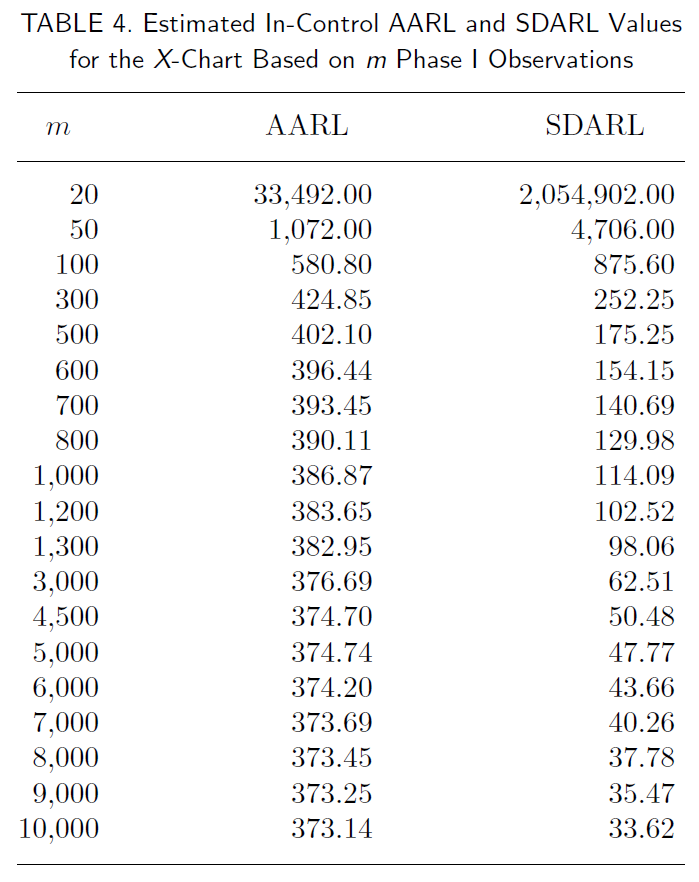 TABLE 4. Estimated In-Control AARL and SDARL Values
for the X-Chart Based on m Phase I Observations
m AARL SDARL
20 33,492.00 2,054,902.00
50 1,072.00 4,706.00
100 580.80 875.60
300 424.85 252.25
500 402.10 175.25
600 396.44 154.15
700 393.45 140.69
800 390.11 129.98
1,000 386.87 114.09
1,200 383.65 102.52
1,300 382.95 98.06
3,000 376.69 62.51
4,500 374.70 50.48
5,000 374.74 47.77
6,000 374.20 43.66
7,000 373.69 40.26
8,000 373.45 37.78
9,000 373.25 35.47
10,000 373.14 33.62